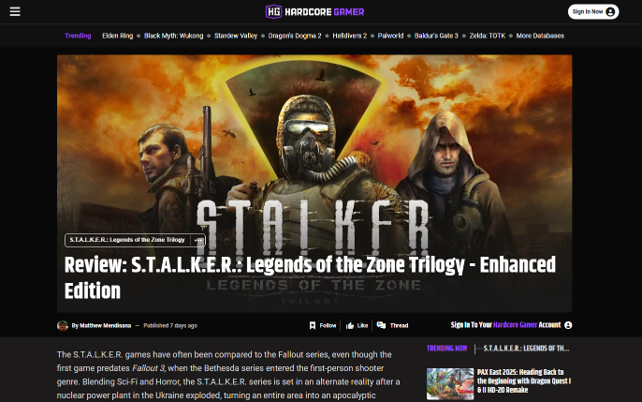 HG HARDCORE GAMER
Sign In Now
Trending Elden Ring Black Myth: Wukong Stardew Valley Dragon's Dogma 2 Helldivers 2 Palworld Baldur's Gate 3 Zelda: TOTK More Databases
S.T.A.L.K.E.R.
LEGENDS OF THE ZONE
TRILOGY
S.T.A.L.K.E.R.: Legends of the Zone Trilogy
Review: S.T.A.L.K.E.R.: Legends of the Zone Trilogy - Enhanced
Edition
By Matthew Mendisana — Published 7 days ago
Follow Like Thread
Sign In To Your Hardcore Gamer Account
The S.T.A.L.K.E.R. games have often been compared to the Fallout series, even though the
first game predates Fallout 3, when the Bethesda series entered the first-person shooter
genre. Blending Sci-Fi and Horror, the S.T.A.L.K.E.R. series is set in an alternate reality after a
nuclear power plant in the Ukraine exploded, turning an entire area into an apocalyptic
TRENDING NOW S.T.A.L.K.E.R.: LEGENDS OF TH...
PAX East 2025: Heading Back to
the Beginning with Dragon Quest I
& II HD-2D Remake